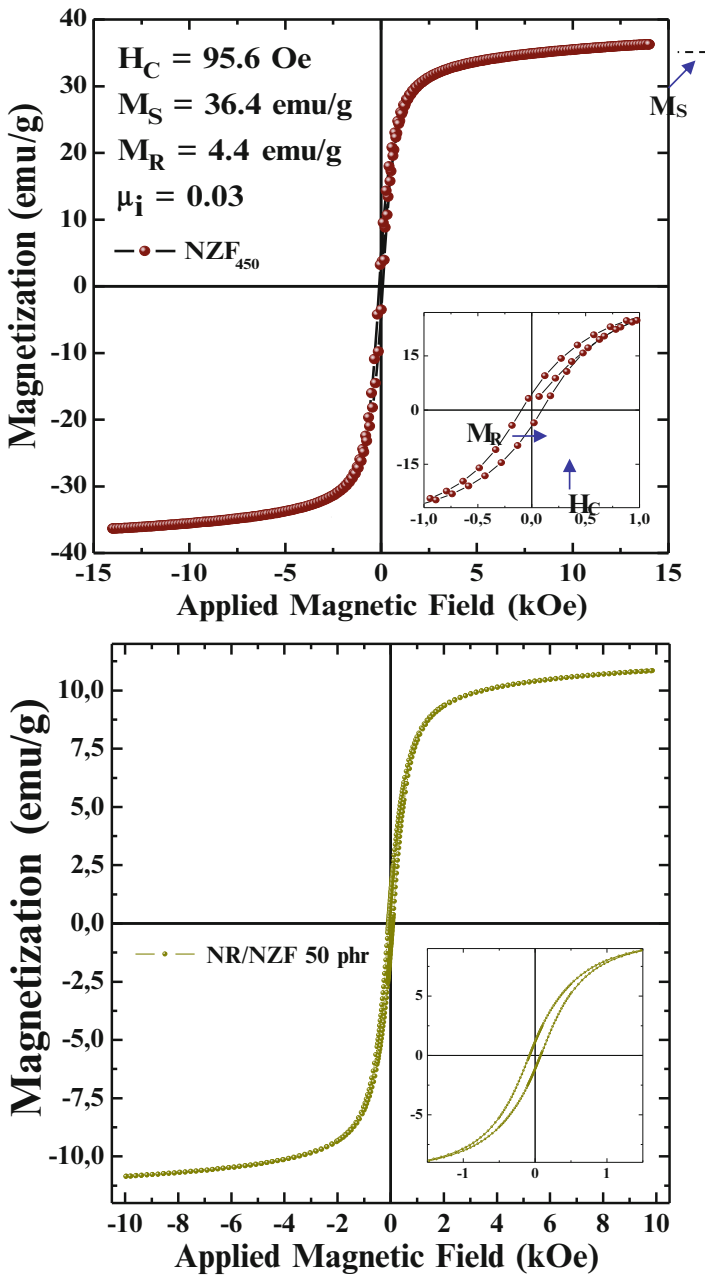 40
30
20
10
0
-10
-20
-30
-40
Magnetization (emu/g)
H_C = 95.6 Oe
M_S = 36.4 emu/g
M_R = 4.4 emu/g
μ_i = 0.03
NZF_450
M_S
15
0
-15
M_R
H_C
-1,0 -0,5 0,0 0,5 1,0
-15 -10 -5 0 5 10 15
Applied Magnetic Field (kOe)
10,0
7,5
5,0
2,5
0,0
-2,5
-5,0
-7,5
-10,0
Magnetization (emu/g)
NR/NZF 50 phr
5
0
-5
-1 0 1
-10 -8 -6 -4 -2 0 2 4 6 8 10
Applied Magnetic Field (kOe)